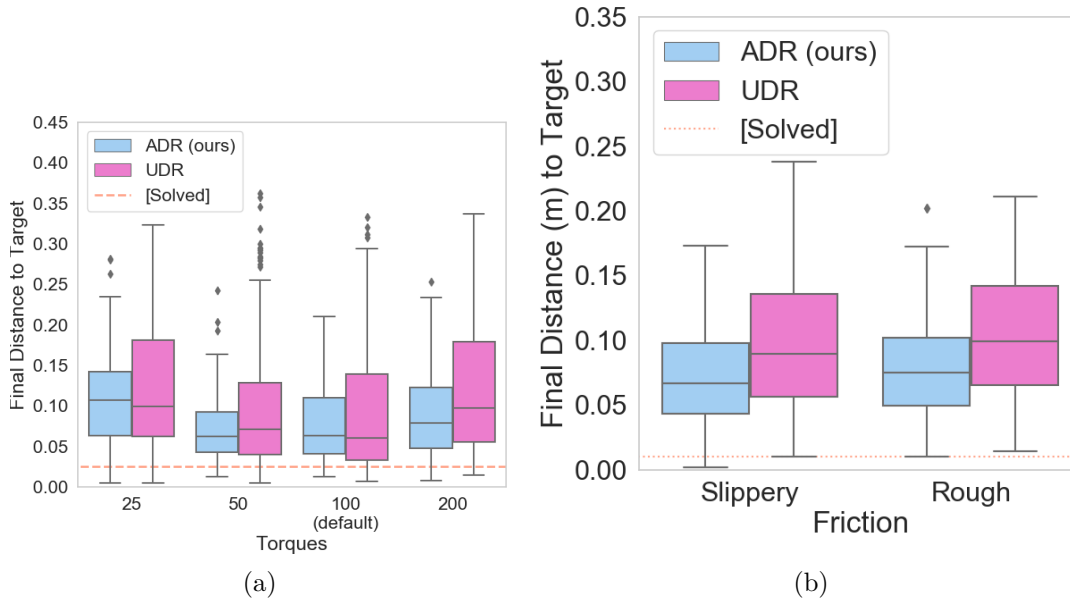 0.45
0.40
0.35
0.30
0.25
0.20
0.15
0.10
0.05
0.00
Final Distance to Target
ADR (ours)
UDR
[Solved]
25
50
100
(default)
200
Torques
(a)
0.35
0.30
0.25
0.20
0.15
0.10
0.05
0.00
Final Distance (m) to Target
ADR (ours)
UDR
[Solved]
Slippery
Rough
Friction
(b)